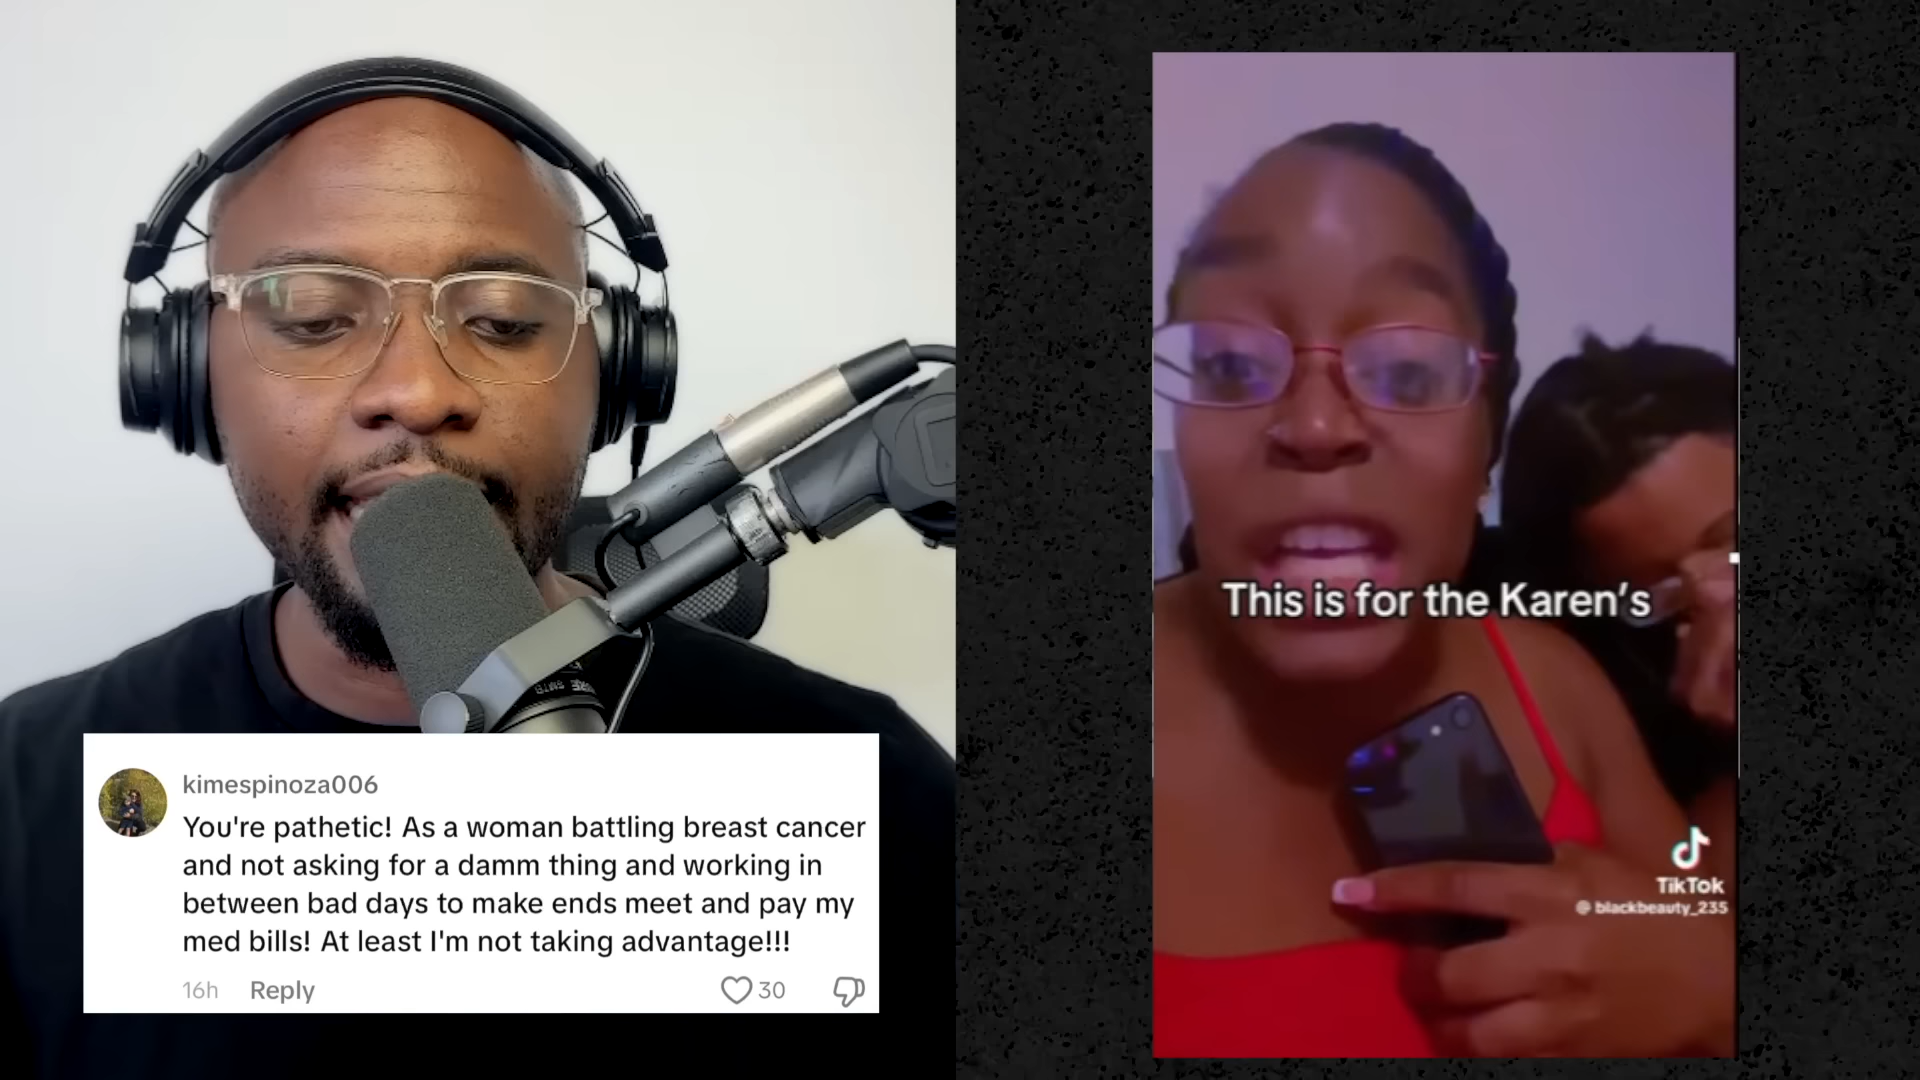 kimespinoza006
You're pathetic! As a woman battling breast cancer
and not asking for a damm thing and working in
between bad days to make ends meet and pay my
med bills! At least I'm not taking advantage!!!
16h Reply 30
This is for the Karen's
TikTok
@ blackbeauty_235